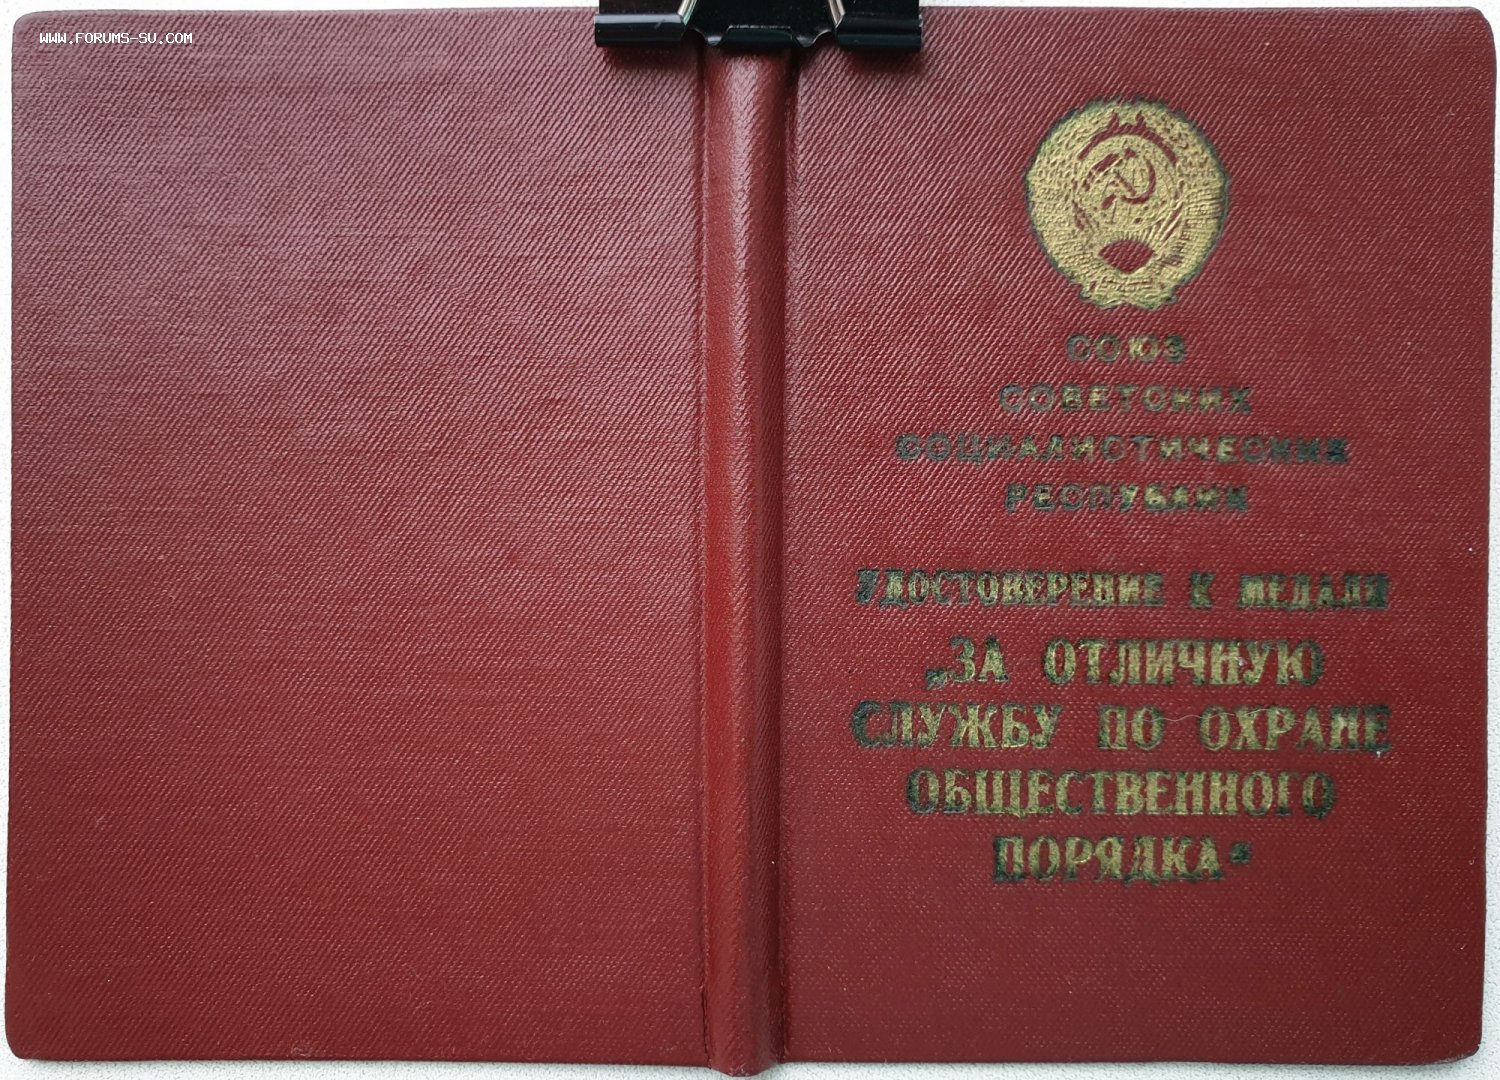 WWW.FORUMS-SU.COM
СОЮЗ
СОВЕТСКИХ
СОЦИАЛИСТИЧЕСКИХ
РЕСПУБЛИК
УДОСТОВЕРЕНИЕ К МЕДАЛИ
„ЗА ОТЛИЧНУЮ
СЛУЖБУ ПО ОХРАНЕ
ОБЩЕСТВЕННОГО
ПОРЯДКА“